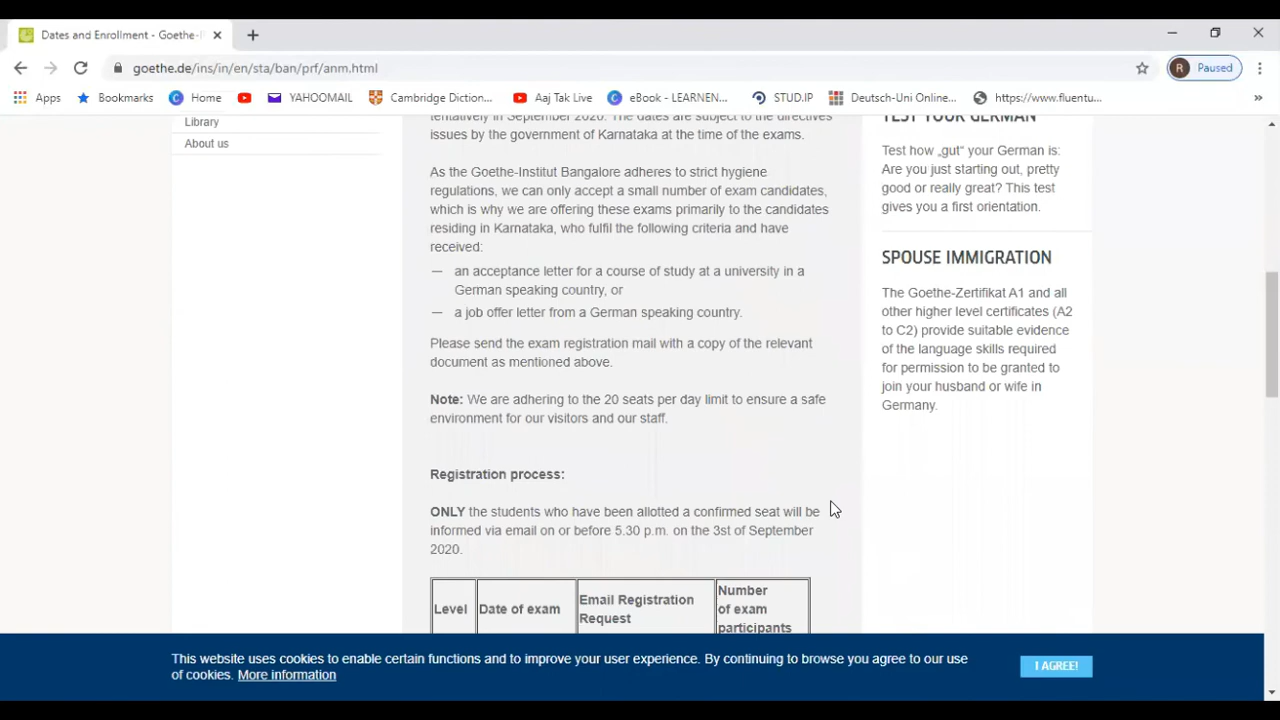 Dates and Enrollment - Goethe-I
goethe.de/ins/in/en/sta/ban/prf/anm.html
R
Paused
Apps
Bookmarks
Home
YAHOOMAIL
Cambridge Diction...
Aaj Tak Live
eBook - LEARNEN...
STUD.IP
Deutsch-Uni Online...
https://www.fluentu...
»
Library
About us
tentatively in September 2020. The dates are subject to the directives
issues by the government of Karnataka at the time of the exams.
As the Goethe-Institut Bangalore adheres to strict hygiene
regulations, we can only accept a small number of exam candidates,
which is why we are offering these exams primarily to the candidates
residing in Karnataka, who fulfil the following criteria and have
received:
— an acceptance letter for a course of study at a university in a
German speaking country, or
— a job offer letter from a German speaking country.
Please send the exam registration mail with a copy of the relevant
document as mentioned above.
Note: We are adhering to the 20 seats per day limit to ensure a safe
environment for our visitors and our staff.
Registration process:
ONLY the students who have been allotted a confirmed seat will be
informed via email on or before 5.30 p.m. on the 3st of September
2020.
Level
Date of exam
Email Registration
Request
Number
of exam
participants
TEST YOUR GERMAN
Test how „gut“ your German is:
Are you just starting out, pretty
good or really great? This test
gives you a first orientation.
SPOUSE IMMIGRATION
The Goethe-Zertifikat A1 and all
other higher level certificates (A2
to C2) provide suitable evidence
of the language skills required
for permission to be granted to
join your husband or wife in
Germany.
This website uses cookies to enable certain functions and to improve your user experience. By continuing to browse you agree to our use
of cookies. More information
I AGREE!